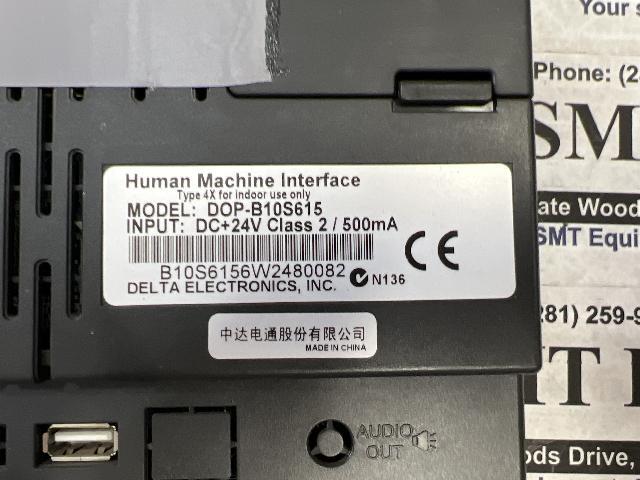 Human Machine Interface
Type 4X for indoor use only
MODEL: DOP-B10S615
INPUT: DC+24V Class 2 / 500mA
B10S6156W2480082
N136
DELTA ELECTRONICS, INC.
CE
中达电通股份有限公司
MADE IN CHINA
AUDIO
OUT
Your
Phone: (2
SMT
ate Wood
SMT Equi
281) 259-9
MT
ods Drive,